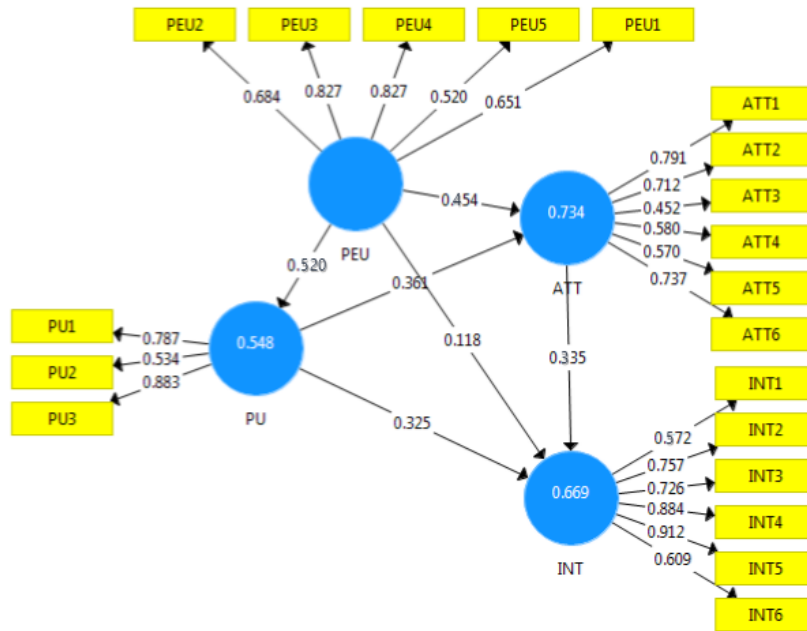 PEU2 PEU3 PEU4 PEU5 PEU1
0.684 0.827 0.827 0.520 0.651
PEU
ATT1
ATT2
ATT3
ATT4
ATT5
ATT6
0.791
0.712
0.452
0.580
0.570
0.737
0.454
0.734
ATT
0.520
0.361
0.118
0.335
0.325
PU1
PU2
PU3
0.787
0.534
0.883
0.548
PU
INT1
INT2
INT3
INT4
INT5
INT6
0.572
0.757
0.726
0.884
0.912
0.609
0.669
INT